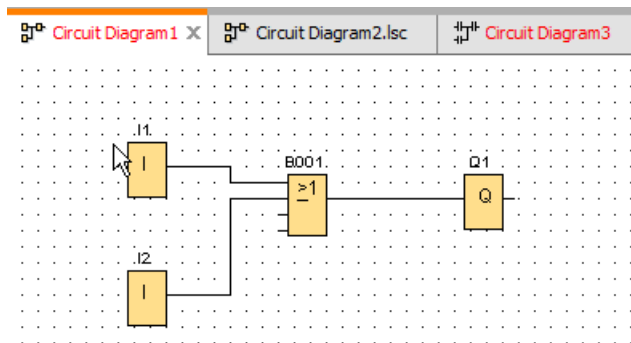 Circuit Diagram1 Circuit Diagram2.lsc Circuit Diagram3
I1
I
B001
≥1
Q1
Q
I2
I